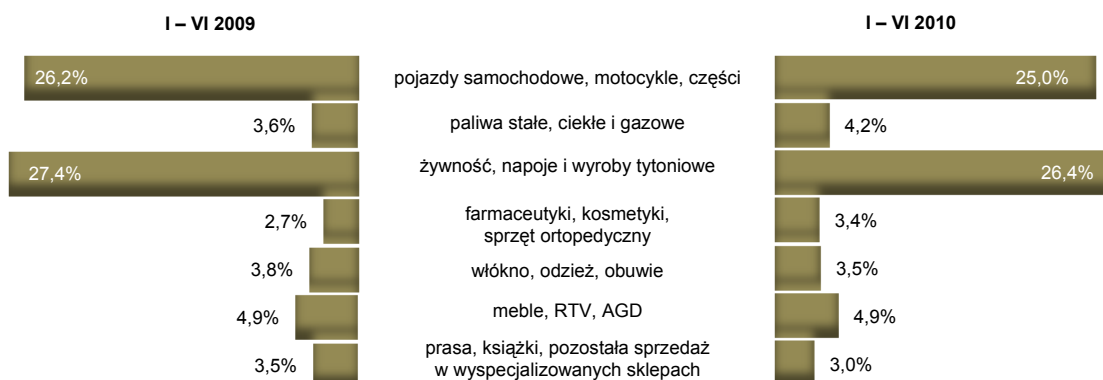 I – VI 2009
I – VI 2010
26,2%
pojazdy samochodowe, motocykle, części
25,0%
3,6%
paliwa stałe, ciekłe i gazowe
4,2%
27,4%
żywność, napoje i wyroby tytoniowe
26,4%
2,7%
farmaceutyki, kosmetyki,
sprzęt ortopedyczny
3,4%
3,8%
włókno, odzież, obuwie
3,5%
4,9%
meble, RTV, AGD
4,9%
3,5%
prasa, książki, pozostała sprzedaż
w wyspecjalizowanych sklepach
3,0%